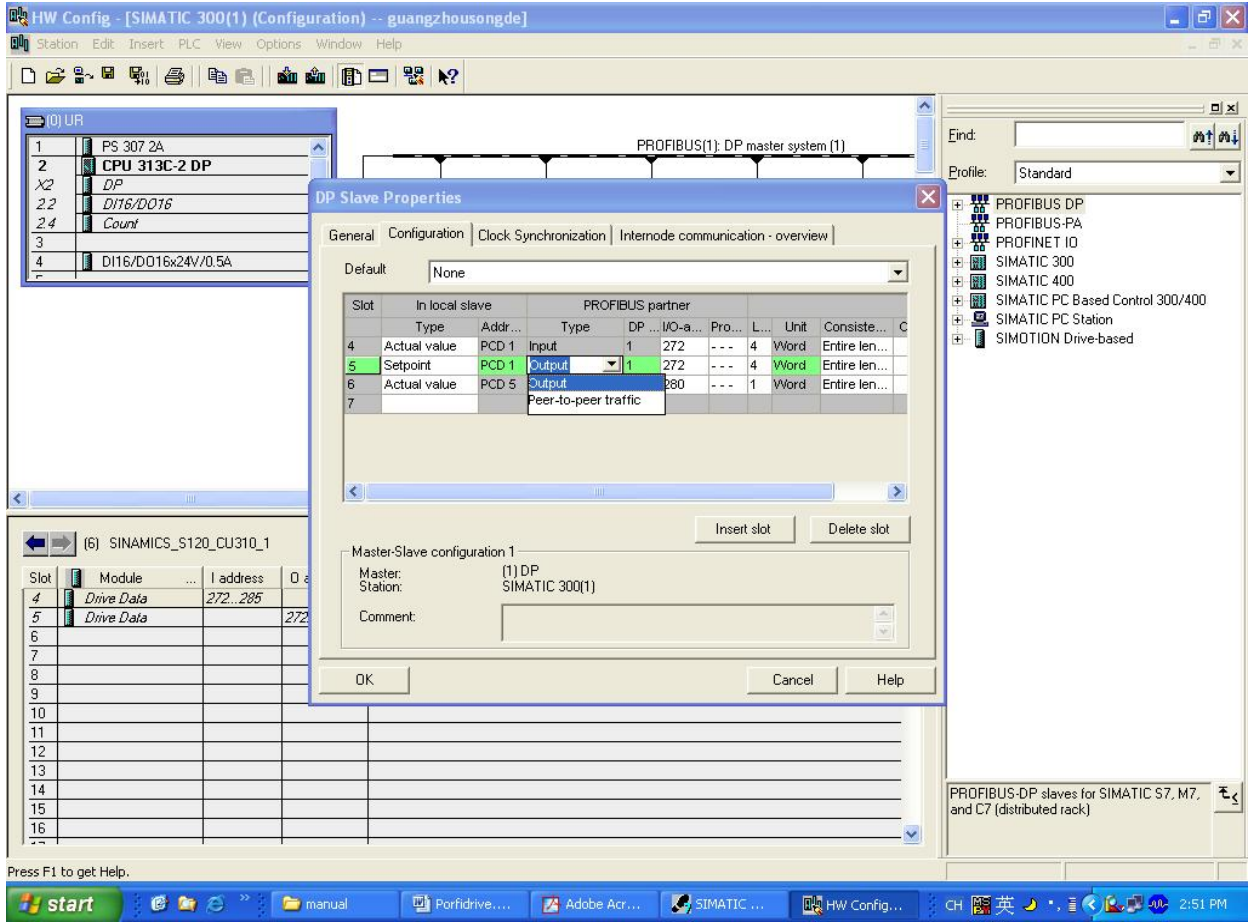 HW Config - [SIMATIC 300(1) (Configuration) -- guangzhousongde]
Station Edit Insert PLC View Options Window Help
(0) UR
1 PS 307 2A
2 CPU 313C-2 DP
X2 DP
2.2 DI16/DO16
2.4 Count
3
4 DI16/DO16x24V/0.5A
PROFIBUS(1): DP master system (1)
DP Slave Properties
General Configuration Clock Synchronization Internode communication - overview
Default None
Slot In local slave PROFIBUS partner
Type Addr... Type DP ... I/O-a... Pro... L... Unit Consiste... C
4 Actual value PCD 1 Input 1 272 - - - 4 Word Entire len...
5 Setpoint PCD 1 Output 1 272 - - - 4 Word Entire len...
6 Actual value PCD 5 Output 280 - - - 1 Word Entire len...
7 Peer-to-peer traffic
Insert slot Delete slot
Master-Slave configuration 1
Master: (1) DP
Station: SIMATIC 300(1)
Comment:
OK Cancel Help
Find:
Profile: Standard
PROFIBUS DP
PROFIBUS-PA
PROFINET IO
SIMATIC 300
SIMATIC 400
SIMATIC PC Based Control 300/400
SIMATIC PC Station
SIMOTION Drive-based
PROFIBUS-DP slaves for SIMATIC S7, M7,
and C7 (distributed rack)
(6) SINAMICS_S120_CU310_1
Slot Module ... I address O a
4 Drive Data 272...285
5 Drive Data 272
6
7
8
9
10
11
12
13
14
15
16
Press F1 to get Help.
start manual Porfidrive.... Adobe Acr... SIMATIC ... HW Config... CH 英 2:51 PM